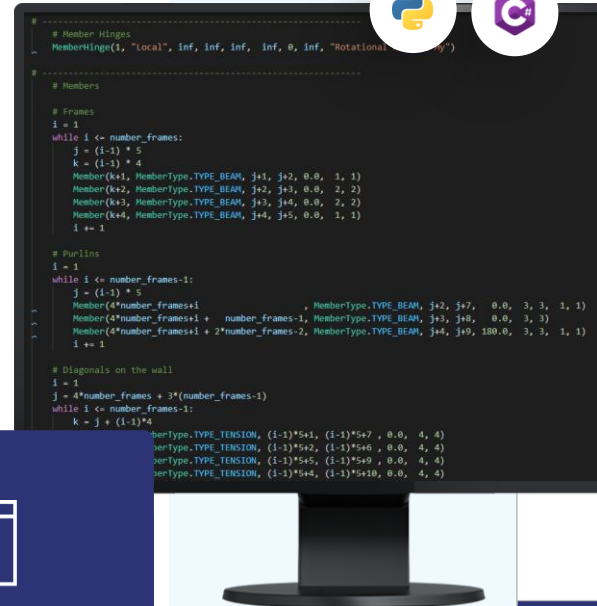 # ----------------------------------------------------------------
# Member Hinges
MemberHinge(1, "Local", inf, inf, inf, inf, 0, inf, "Rotational
# ----------------------------------------------------------------
# Members
# Frames
i = 1
while i <= number_frames:
j = (i-1) * 5
k = (i-1) * 4
Member(k+1, MemberType.TYPE_BEAM, j+1, j+2, 0.0, 1, 1)
Member(k+2, MemberType.TYPE_BEAM, j+2, j+3, 0.0, 2, 2)
Member(k+3, MemberType.TYPE_BEAM, j+3, j+4, 0.0, 2, 2)
Member(k+4, MemberType.TYPE_BEAM, j+4, j+5, 0.0, 1, 1)
i += 1
# Purlins
i = 1
while i <= number_frames-1:
j = (i-1) * 5
Member(4*number_frames+i , MemberType.TYPE_BEAM, j+2, j+7, 0.0, 3, 3, 1, 1)
Member(4*number_frames+i + number_frames-1, MemberType.TYPE_BEAM, j+3, j+8, 0.0, 3, 3)
Member(4*number_frames+i + 2*number_frames-2, MemberType.TYPE_BEAM, j+4, j+9, 180.0, 3, 3, 1, 1)
i += 1
# Diagonals on the wall
i = 1
j = 4*number_frames + 3*(number_frames-1)
while i <= number_frames-1:
k = j + (i-1)*4
berType.TYPE_TENSION, (i-1)*5+1, (i-1)*5+7 , 0.0, 4, 4)
berType.TYPE_TENSION, (i-1)*5+2, (i-1)*5+6 , 0.0, 4, 4)
berType.TYPE_TENSION, (i-1)*5+5, (i-1)*5+9 , 0.0, 4, 4)
berType.TYPE_TENSION, (i-1)*5+4, (i-1)*5+10, 0.0, 4, 4)
C#